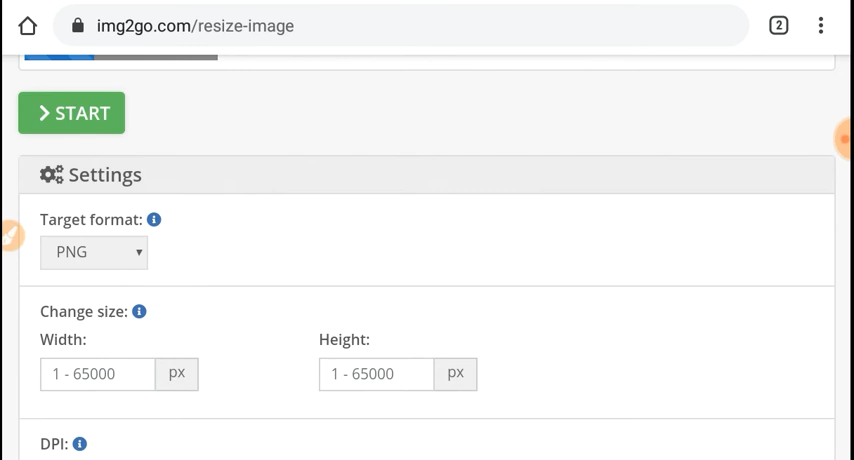 img2go.com/resize-image
2
START
Settings
Target format:
PNG
Change size:
Width: Height:
1 - 65000 px 1 - 65000 px
DPI: